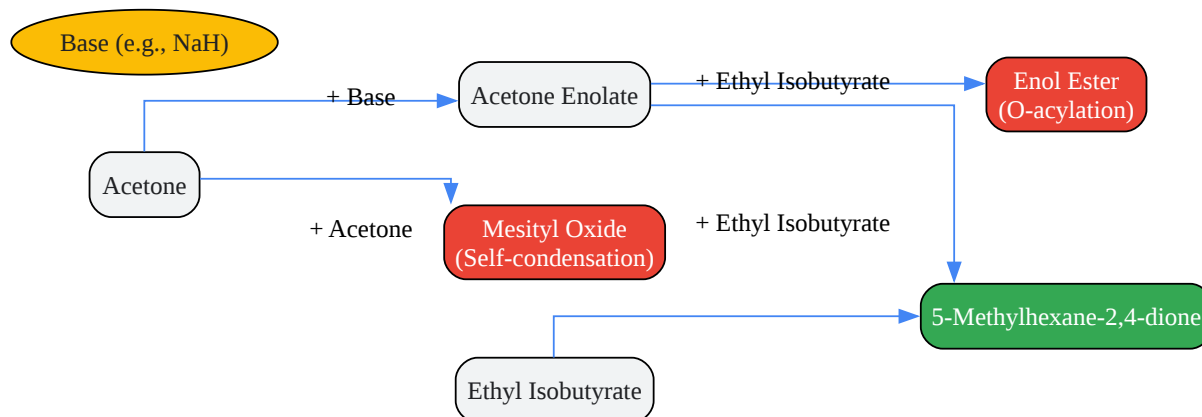 Base (e.g., NaH)
+ Base
Acetone Enolate
+ Ethyl Isobutyrate
Enol Ester
(O-acylation)
Acetone
+ Acetone
Mesityl Oxide
(Self-condensation)
+ Ethyl Isobutyrate
5-Methylhexane-2,4-dione
Ethyl Isobutyrate